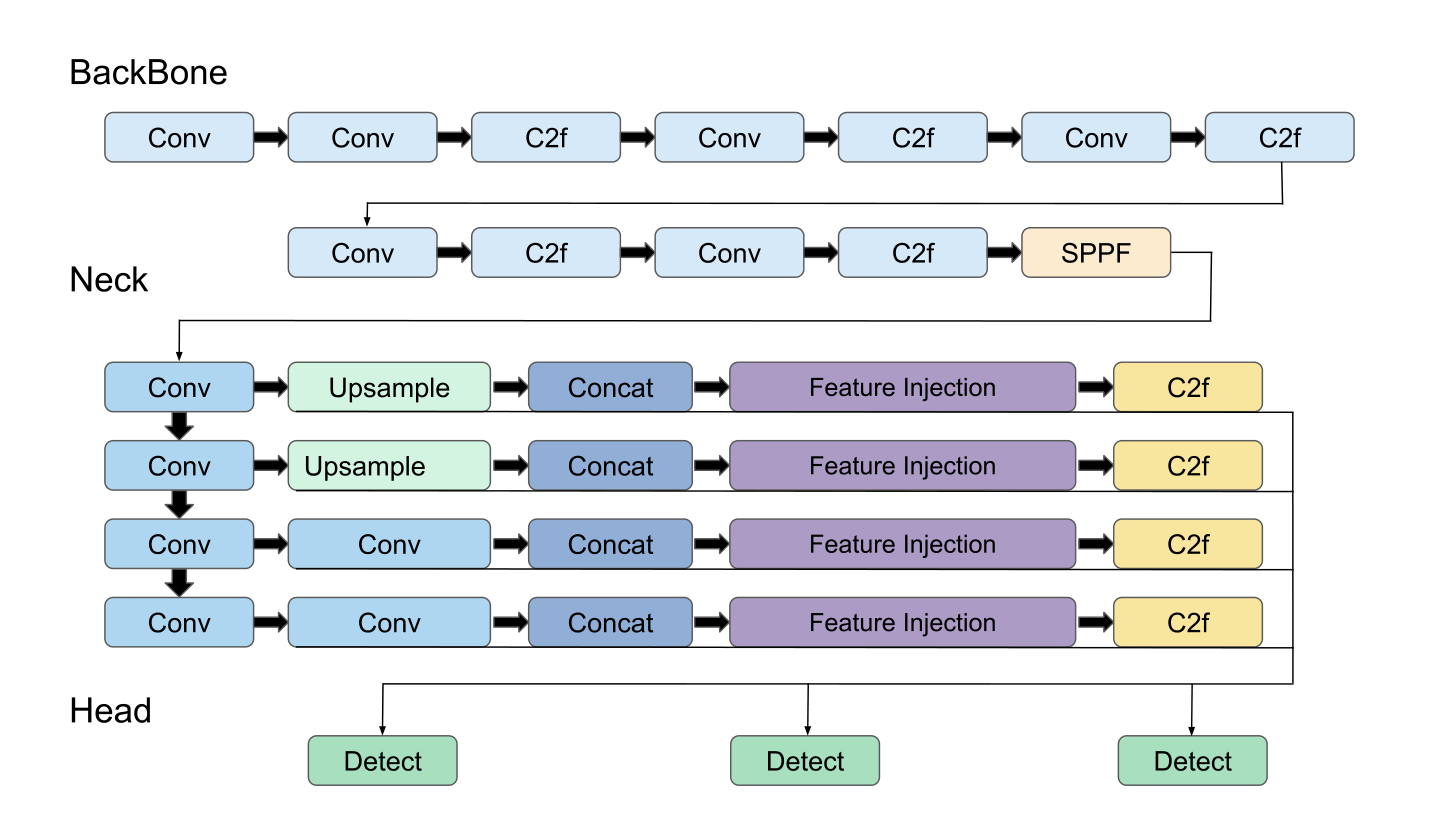 BackBone
Conv Conv C2f Conv C2f Conv C2f
Conv C2f Conv C2f SPPF
Neck
Conv Upsample Concat Feature Injection C2f
Conv Upsample Concat Feature Injection C2f
Conv Conv Concat Feature Injection C2f
Conv Conv Concat Feature Injection C2f
Head
Detect Detect Detect